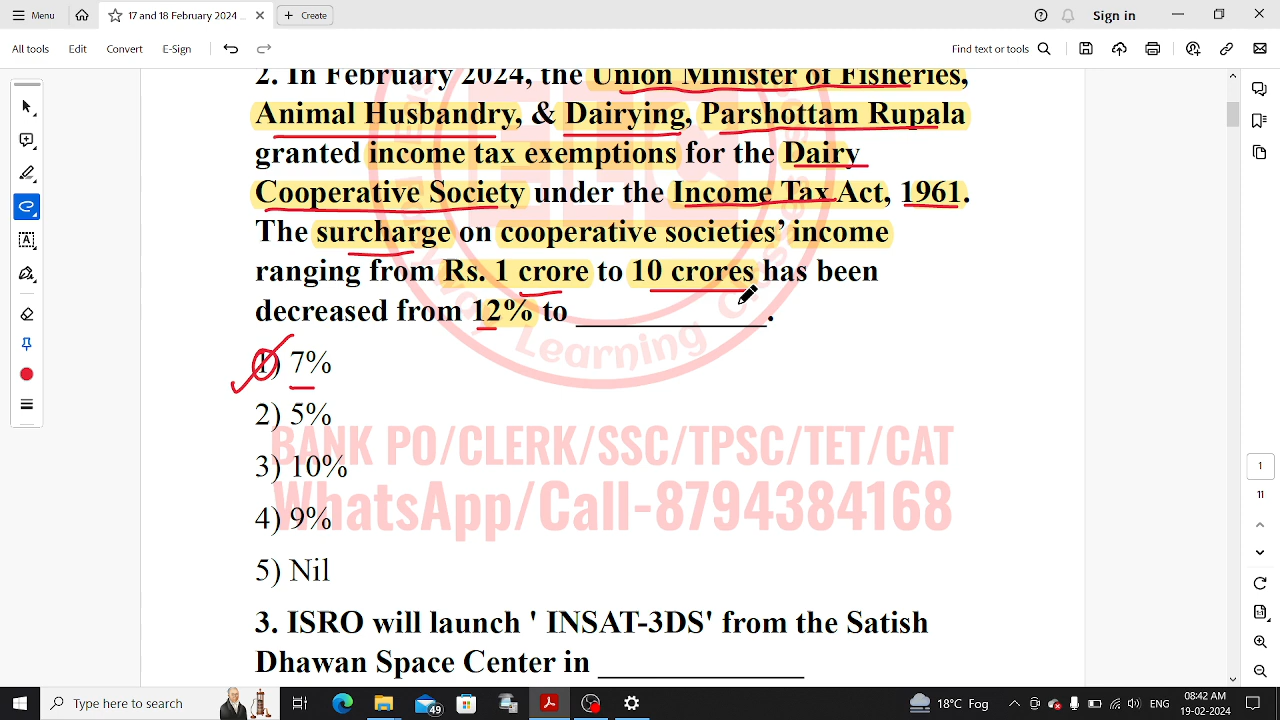 Menu
17 and 18 February 2024 ...
Create
Sign in
All tools
Edit
Convert
E-Sign
Find text or tools
2. In February 2024, the Union Minister of Fisheries,
Animal Husbandry, & Dairying, Parshottam Rupala
granted income tax exemptions for the Dairy
Cooperative Society under the Income Tax Act, 1961.
The surcharge on cooperative societies’ income
ranging from Rs. 1 crore to 10 crores has been
decreased from 12% to ______________.
1) 7%
2) 5%
3) 10%
4) 9%
5) Nil
3. ISRO will launch ' INSAT-3DS' from the Satish
Dhawan Space Center in _______________
EEC
Learning
BANK PO/CLERK/SSC/TPSC/TET/CAT
WhatsApp/Call-8794384168
1
11
Type here to search
49
18°C Fog
ENG
08:42 AM
19-02-2024